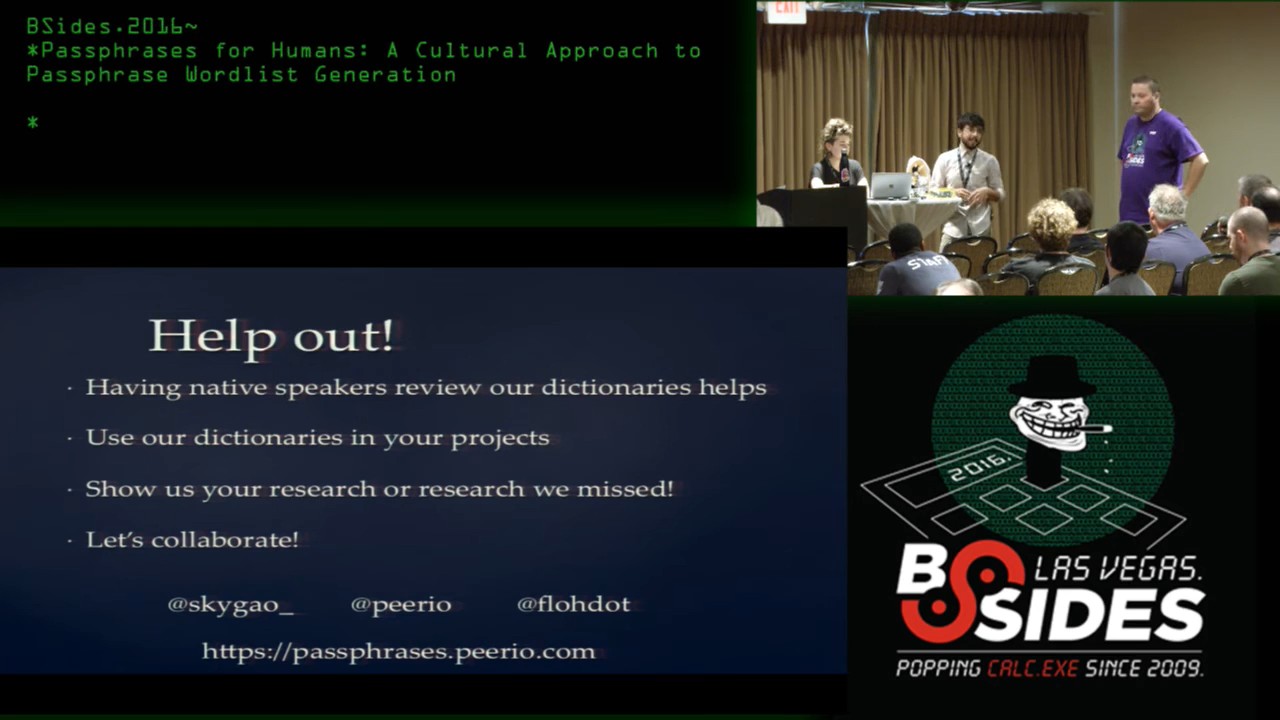 BSides.2016~
*Passphrases for Humans: A Cultural Approach to
Passphrase Wordlist Generation
*
EXIT
SIDES
STAFF
Help out!
· Having native speakers review our dictionaries helps
· Use our dictionaries in your projects
· Show us your research or research we missed!
· Let's collaborate!
@skygao_ @peerio @flohdot
https://passphrases.peerio.com
2016.
BSIDES
LAS VEGAS.
POPPING CALC.EXE SINCE 2009.